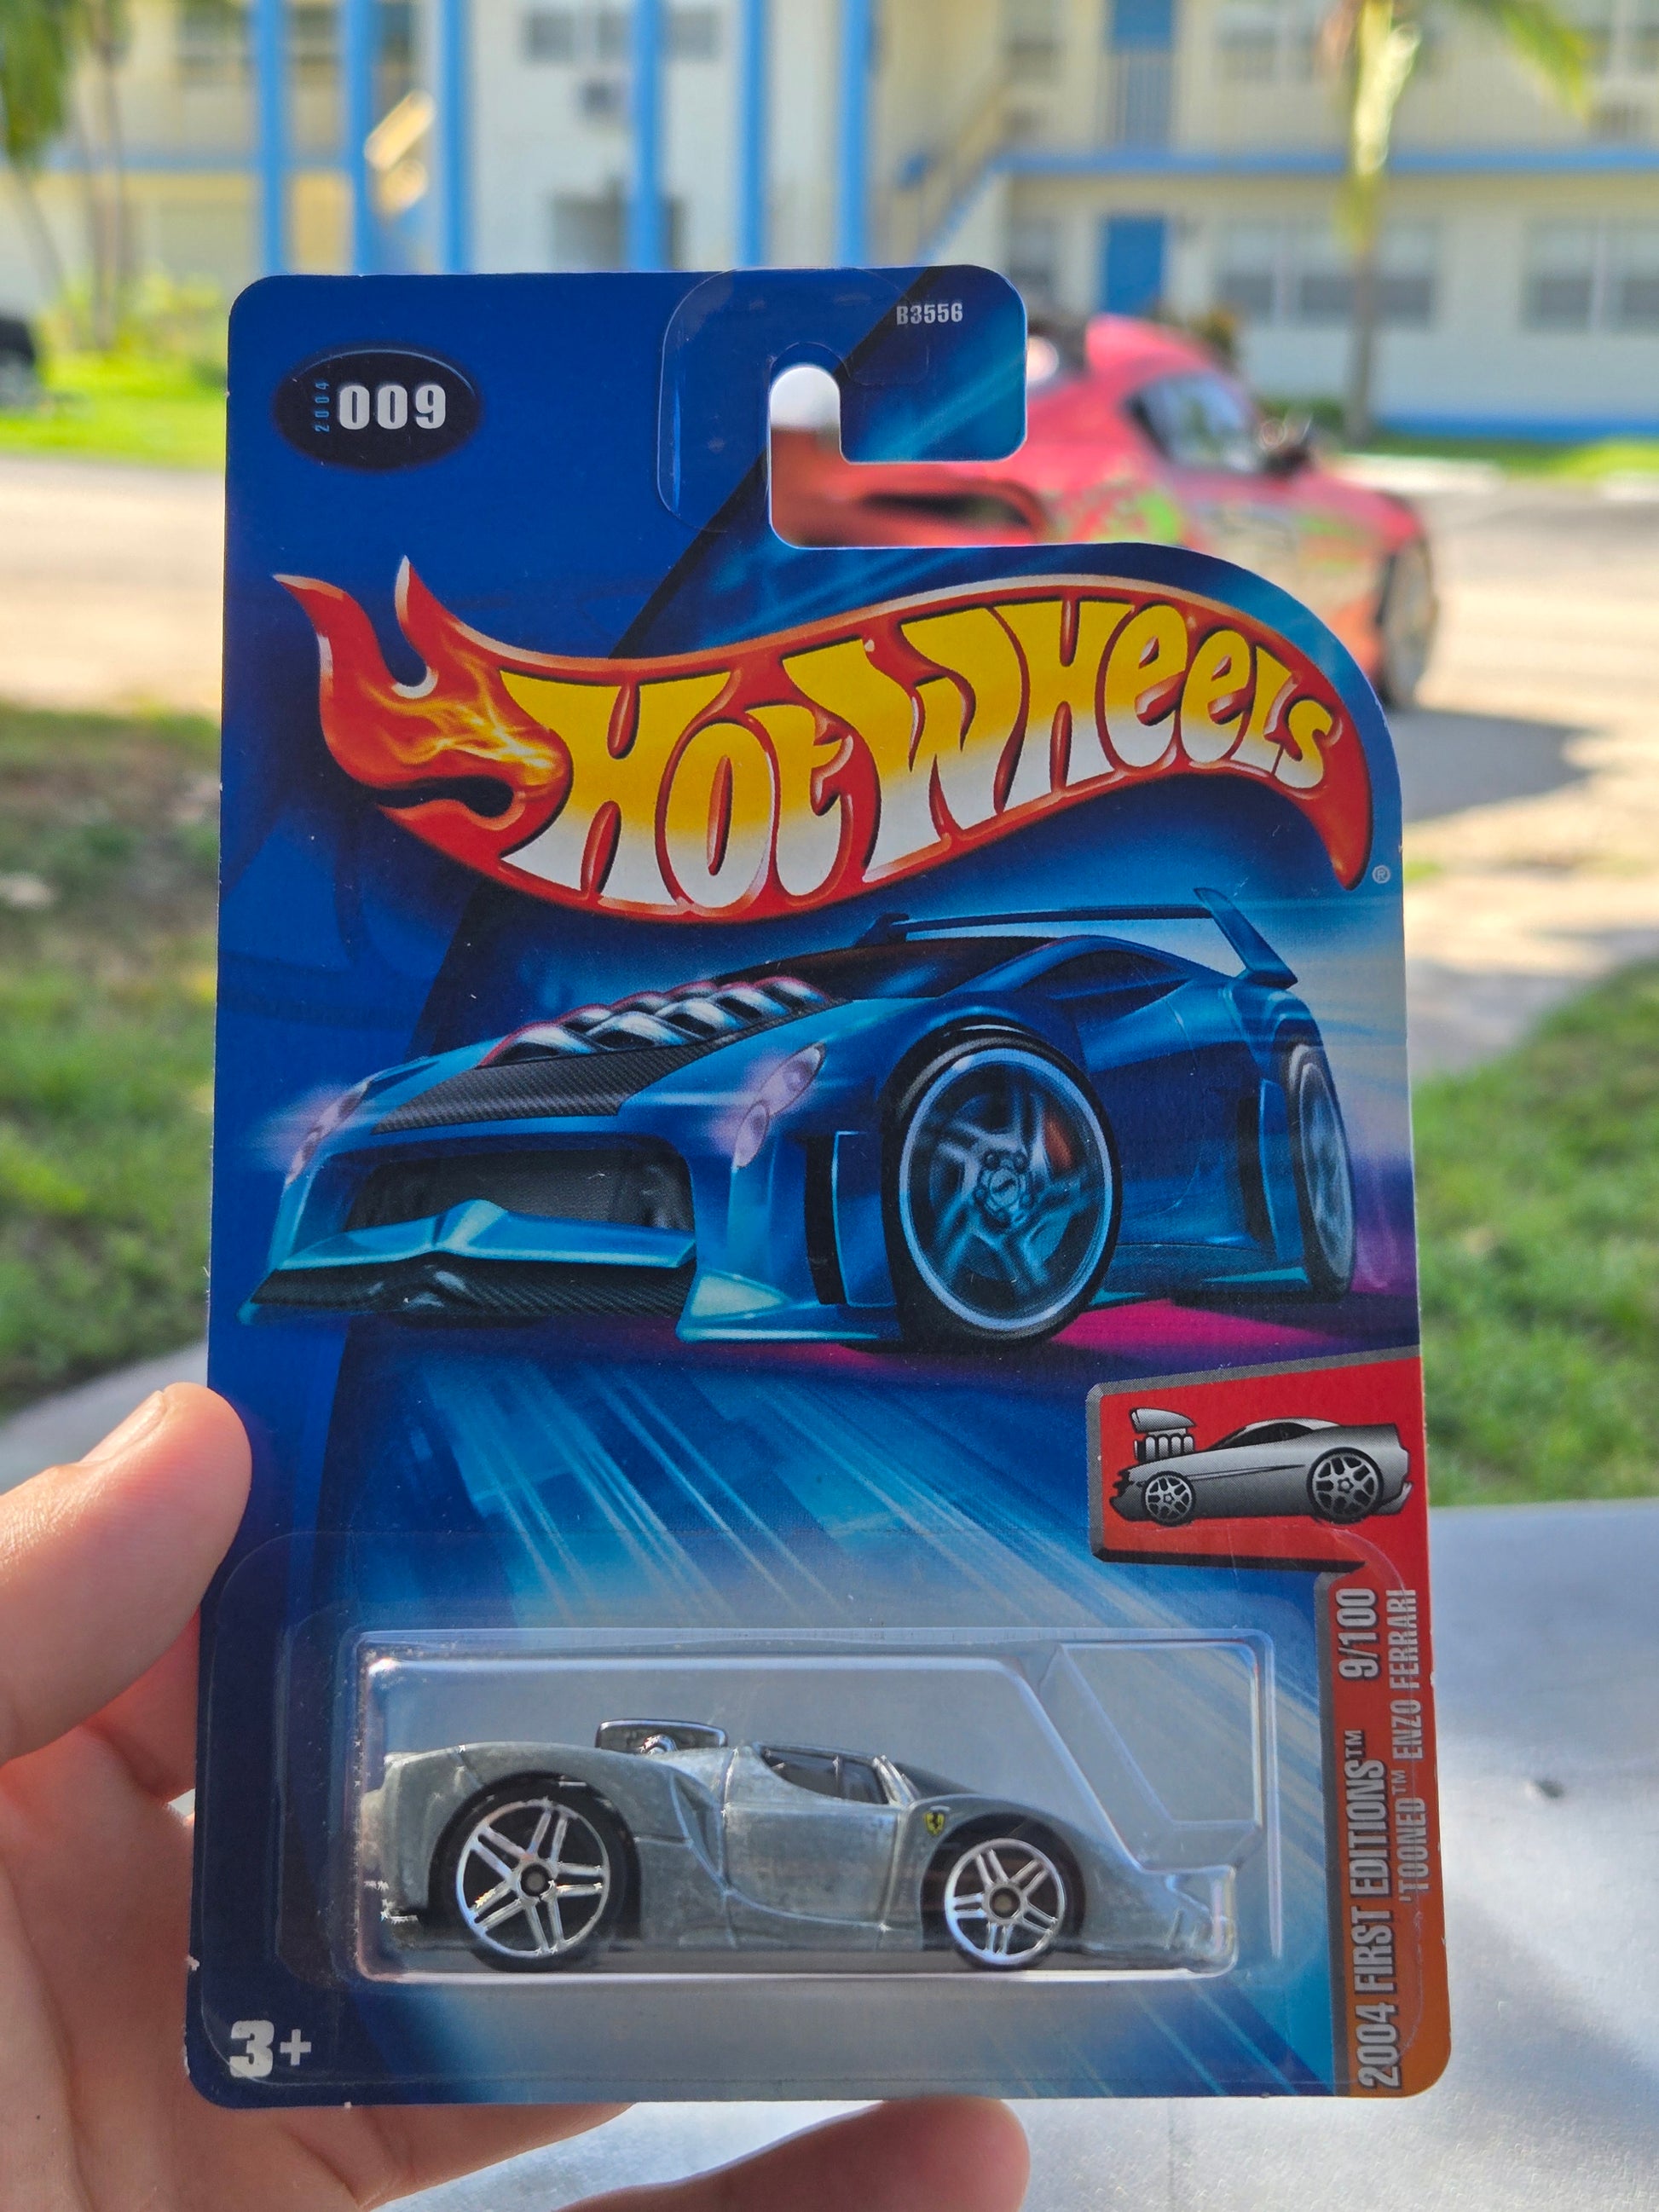 B3556
2004 009
HOT WHEELS®
2004 FIRST EDITIONS™ 9/100
'TOONED™ ENZO FERRARI
3+